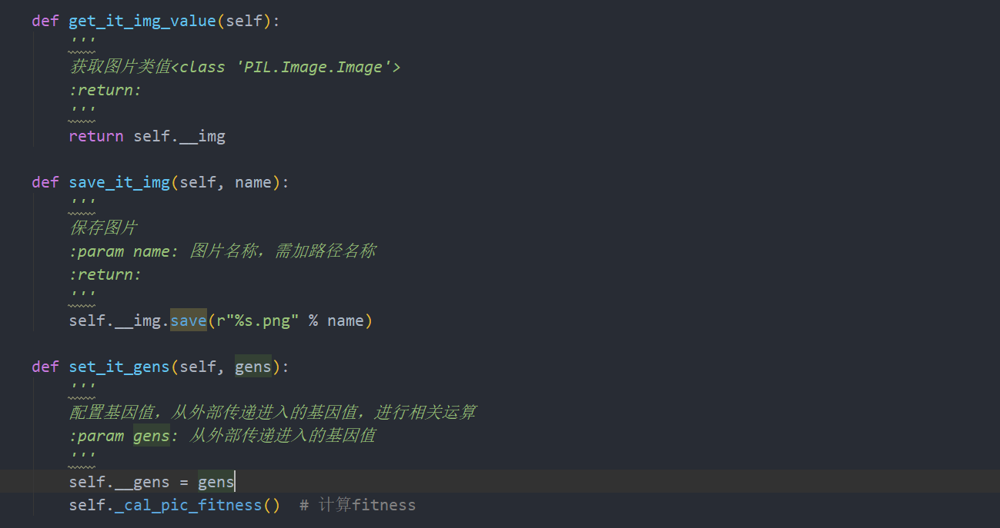 def get_it_img_value(self):
'''
获取图片类值<class 'PIL.Image.Image'>
:return:
'''
return self.__img
def save_it_img(self, name):
'''
保存图片
:param name: 图片名称，需加路径名称
:return:
'''
self.__img.save(r"%s.png" % name)
def set_it_gens(self, gens):
'''
配置基因值，从外部传递进入的基因值，进行相关运算
:param gens: 从外部传递进入的基因值
'''
self.__gens = gens
self._cal_pic_fitness()  # 计算fitness